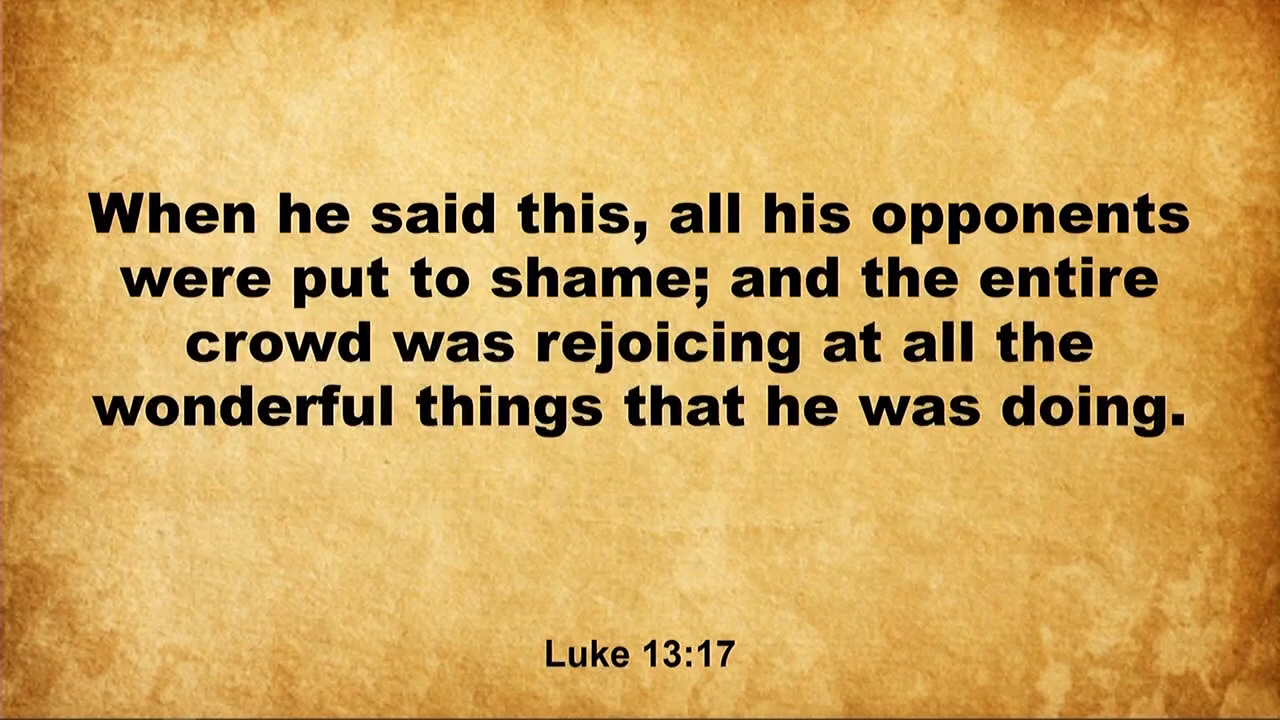 When he said this, all his opponents
were put to shame; and the entire
crowd was rejoicing at all the
wonderful things that he was doing.
Luke 13:17